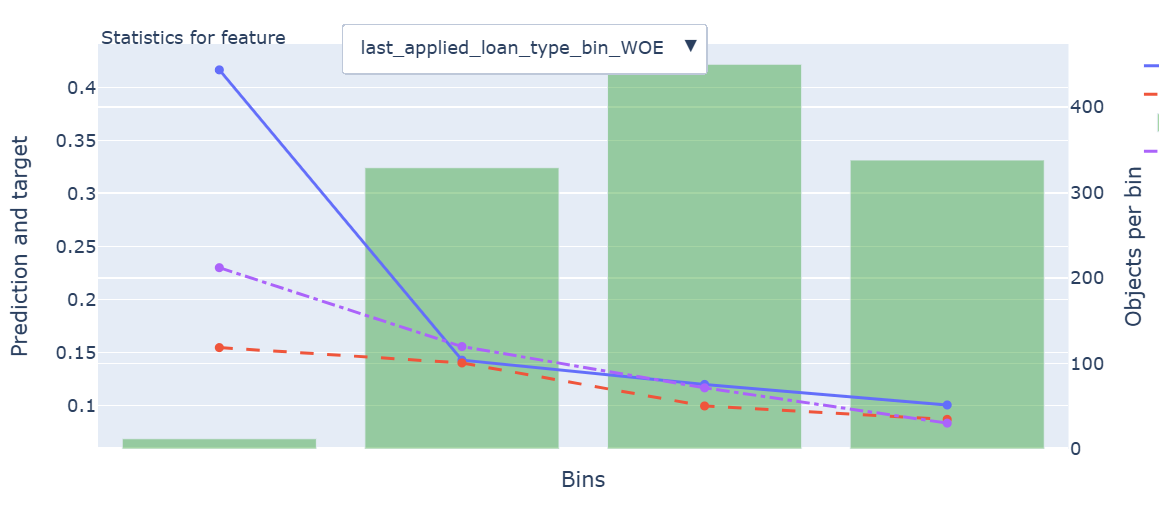 Statistics for feature
last_applied_loan_type_bin_WOE ▼
Prediction and target
0.4
0.35
0.3
0.25
0.2
0.15
0.1
400
300
200
100
0
Objects per bin
Bins